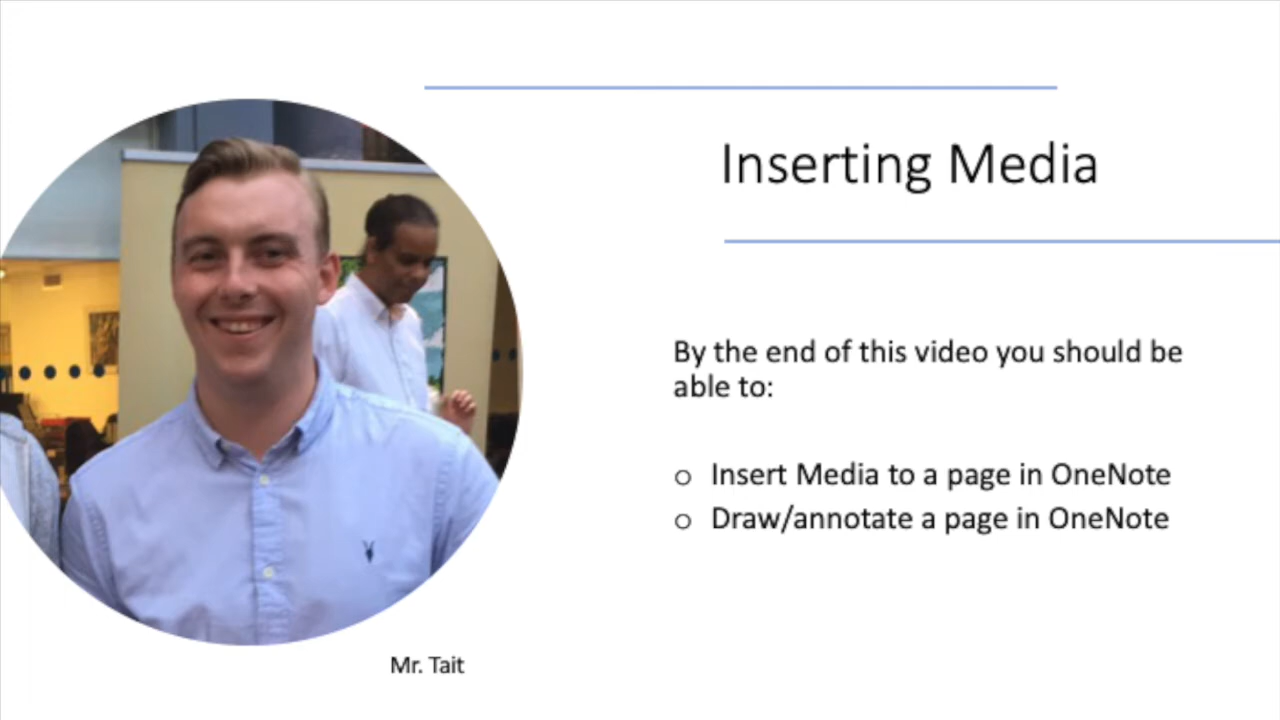 Inserting Media
By the end of this video you should be
able to:
o Insert Media to a page in OneNote
o Draw/annotate a page in OneNote
Mr. Tait